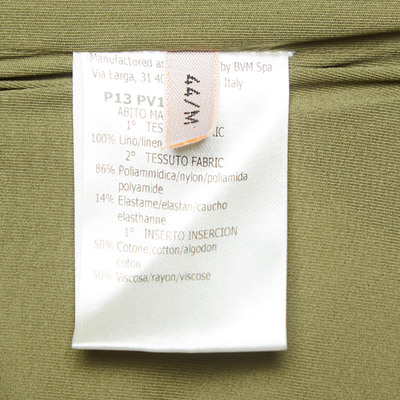 Manufactured and by BVM Spa
Via Larga, 31 40 Italy
44/M
P13 PV1
ABITO MA
1° TES FABRIC
100% Lino/linen
2° TESSUTO FABRIC
86% Poliammidica/nylon/poliamida
polyamide
14% Elastame/elastan/caucho
elasthanne
1° INSERTO INSERCION
50% Cotone/cotton/algodon
coton
50% Viscosa/rayon/viscose